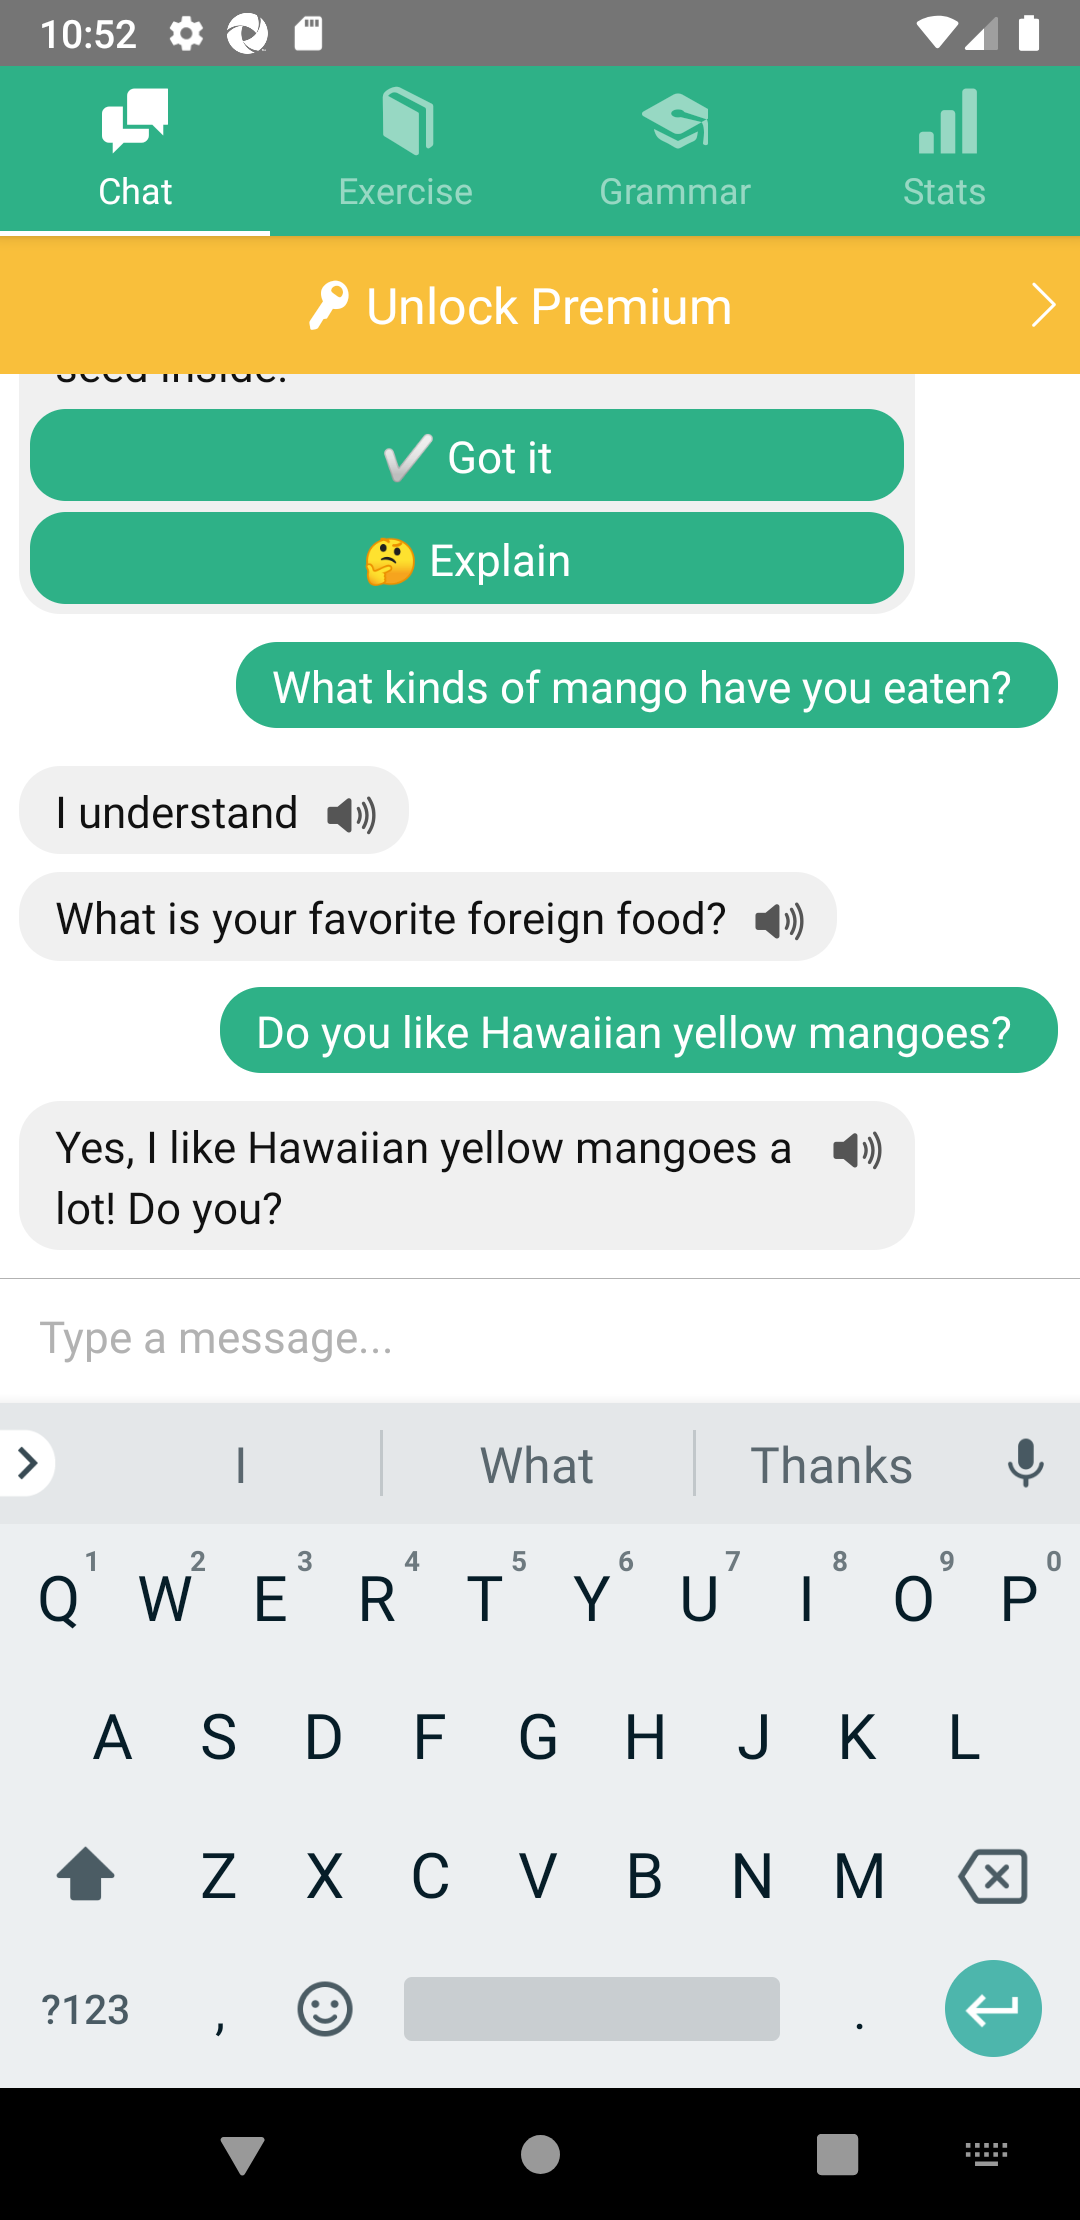 10:52
Chat
Exercise
Grammar
Stats
Unlock Premium
seed inside.
Got it
Explain
What kinds of mango have you eaten?
I understand
What is your favorite foreign food?
Do you like Hawaiian yellow mangoes?
Yes, I like Hawaiian yellow mangoes a
lot! Do you?
Type a message...
I
What
Thanks
Q 1 W 2 E 3 R 4 T 5 Y 6 U 7 I 8 O 9 P 0
A S D F G H J K L
Z X C V B N M
?123 , .